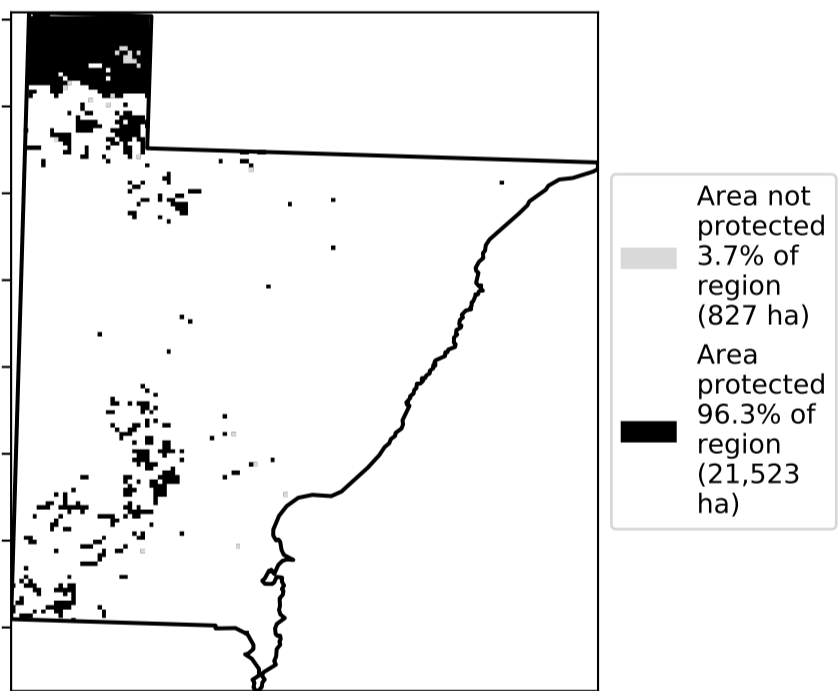 Area not
protected
3.7% of
region
(827 ha)
Area
protected
96.3% of
region
(21,523
ha)